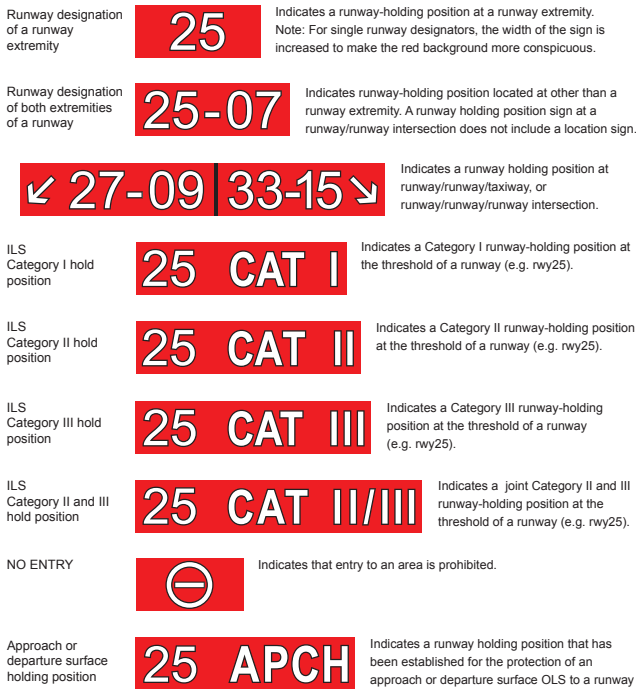 Runway designation
of a runway
extremity
25
Indicates a runway-holding position at a runway extremity.
Note: For single runway designators, the width of the sign is
increased to make the red background more conspicuous.
Runway designation
of both extremities
of a runway
25-07
Indicates runway-holding position located at other than a
runway extremity. A runway holding position sign at a
runway/runway intersection does not include a location sign.
↙ 27-09 | 33-15 ↘
Indicates a runway holding position at
runway/runway/taxiway, or
runway/runway/runway intersection.
ILS
Category I hold
position
25 CAT I
Indicates a Category I runway-holding position at
the threshold of a runway (e.g. rwy25).
ILS
Category II hold
position
25 CAT II
Indicates a Category II runway-holding position
at the threshold of a runway (e.g. rwy25).
ILS
Category III hold
position
25 CAT III
Indicates a Category III runway-holding
position at the threshold of a runway
(e.g. rwy25).
ILS
Category II and III
hold position
25 CAT II/III
Indicates a joint Category II and III
runway-holding position at the
threshold of a runway (e.g. rwy25).
NO ENTRY
Indicates that entry to an area is prohibited.
Approach or
departure surface
holding position
25 APCH
Indicates a runway holding position that has
been established for the protection of an
approach or departure surface OLS to a runway